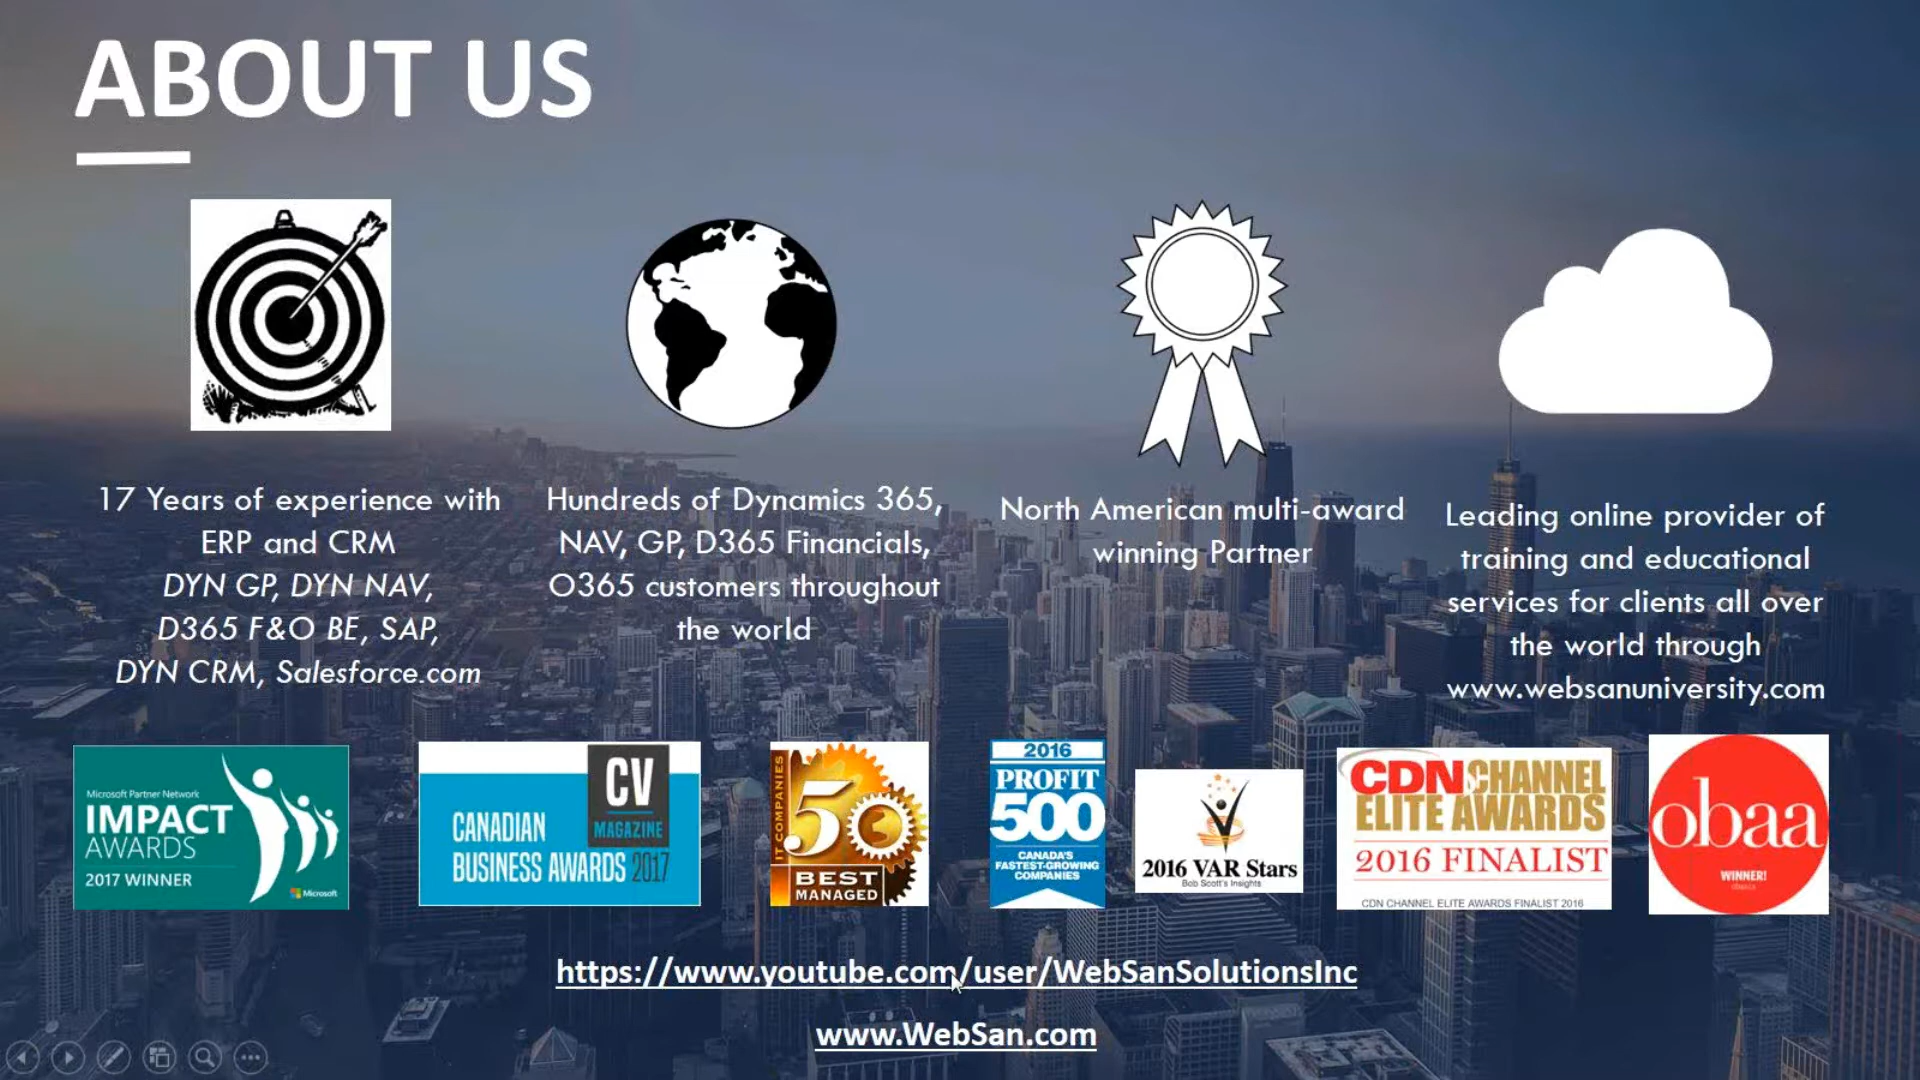 ABOUT US
17 Years of experience with
ERP and CRM
DYN GP, DYN NAV,
D365 F&O BE, SAP,
DYN CRM, Salesforce.com
Hundreds of Dynamics 365,
NAV, GP, D365 Financials,
O365 customers throughout
the world
North American multi-award
winning Partner
Leading online provider of
training and educational
services for clients all over
the world through
www.websanuniversity.com
Microsoft Partner Network
IMPACT
AWARDS
2017 WINNER
Microsoft
CV
MAGAZINE
CANADIAN
BUSINESS AWARDS 2017
IT COMPANIES
50
BEST
MANAGED
2016
PROFIT
500
CANADA'S
FASTEST-GROWING
COMPANIES
2016 VAR Stars
Bob Scott's Insights
CDN CHANNEL
ELITE AWARDS
2016 FINALIST
CDN CHANNEL ELITE AWARDS FINALIST 2016
obaa
WINNER!
https://www.youtube.com/user/WebSanSolutionsInc
www.WebSan.com